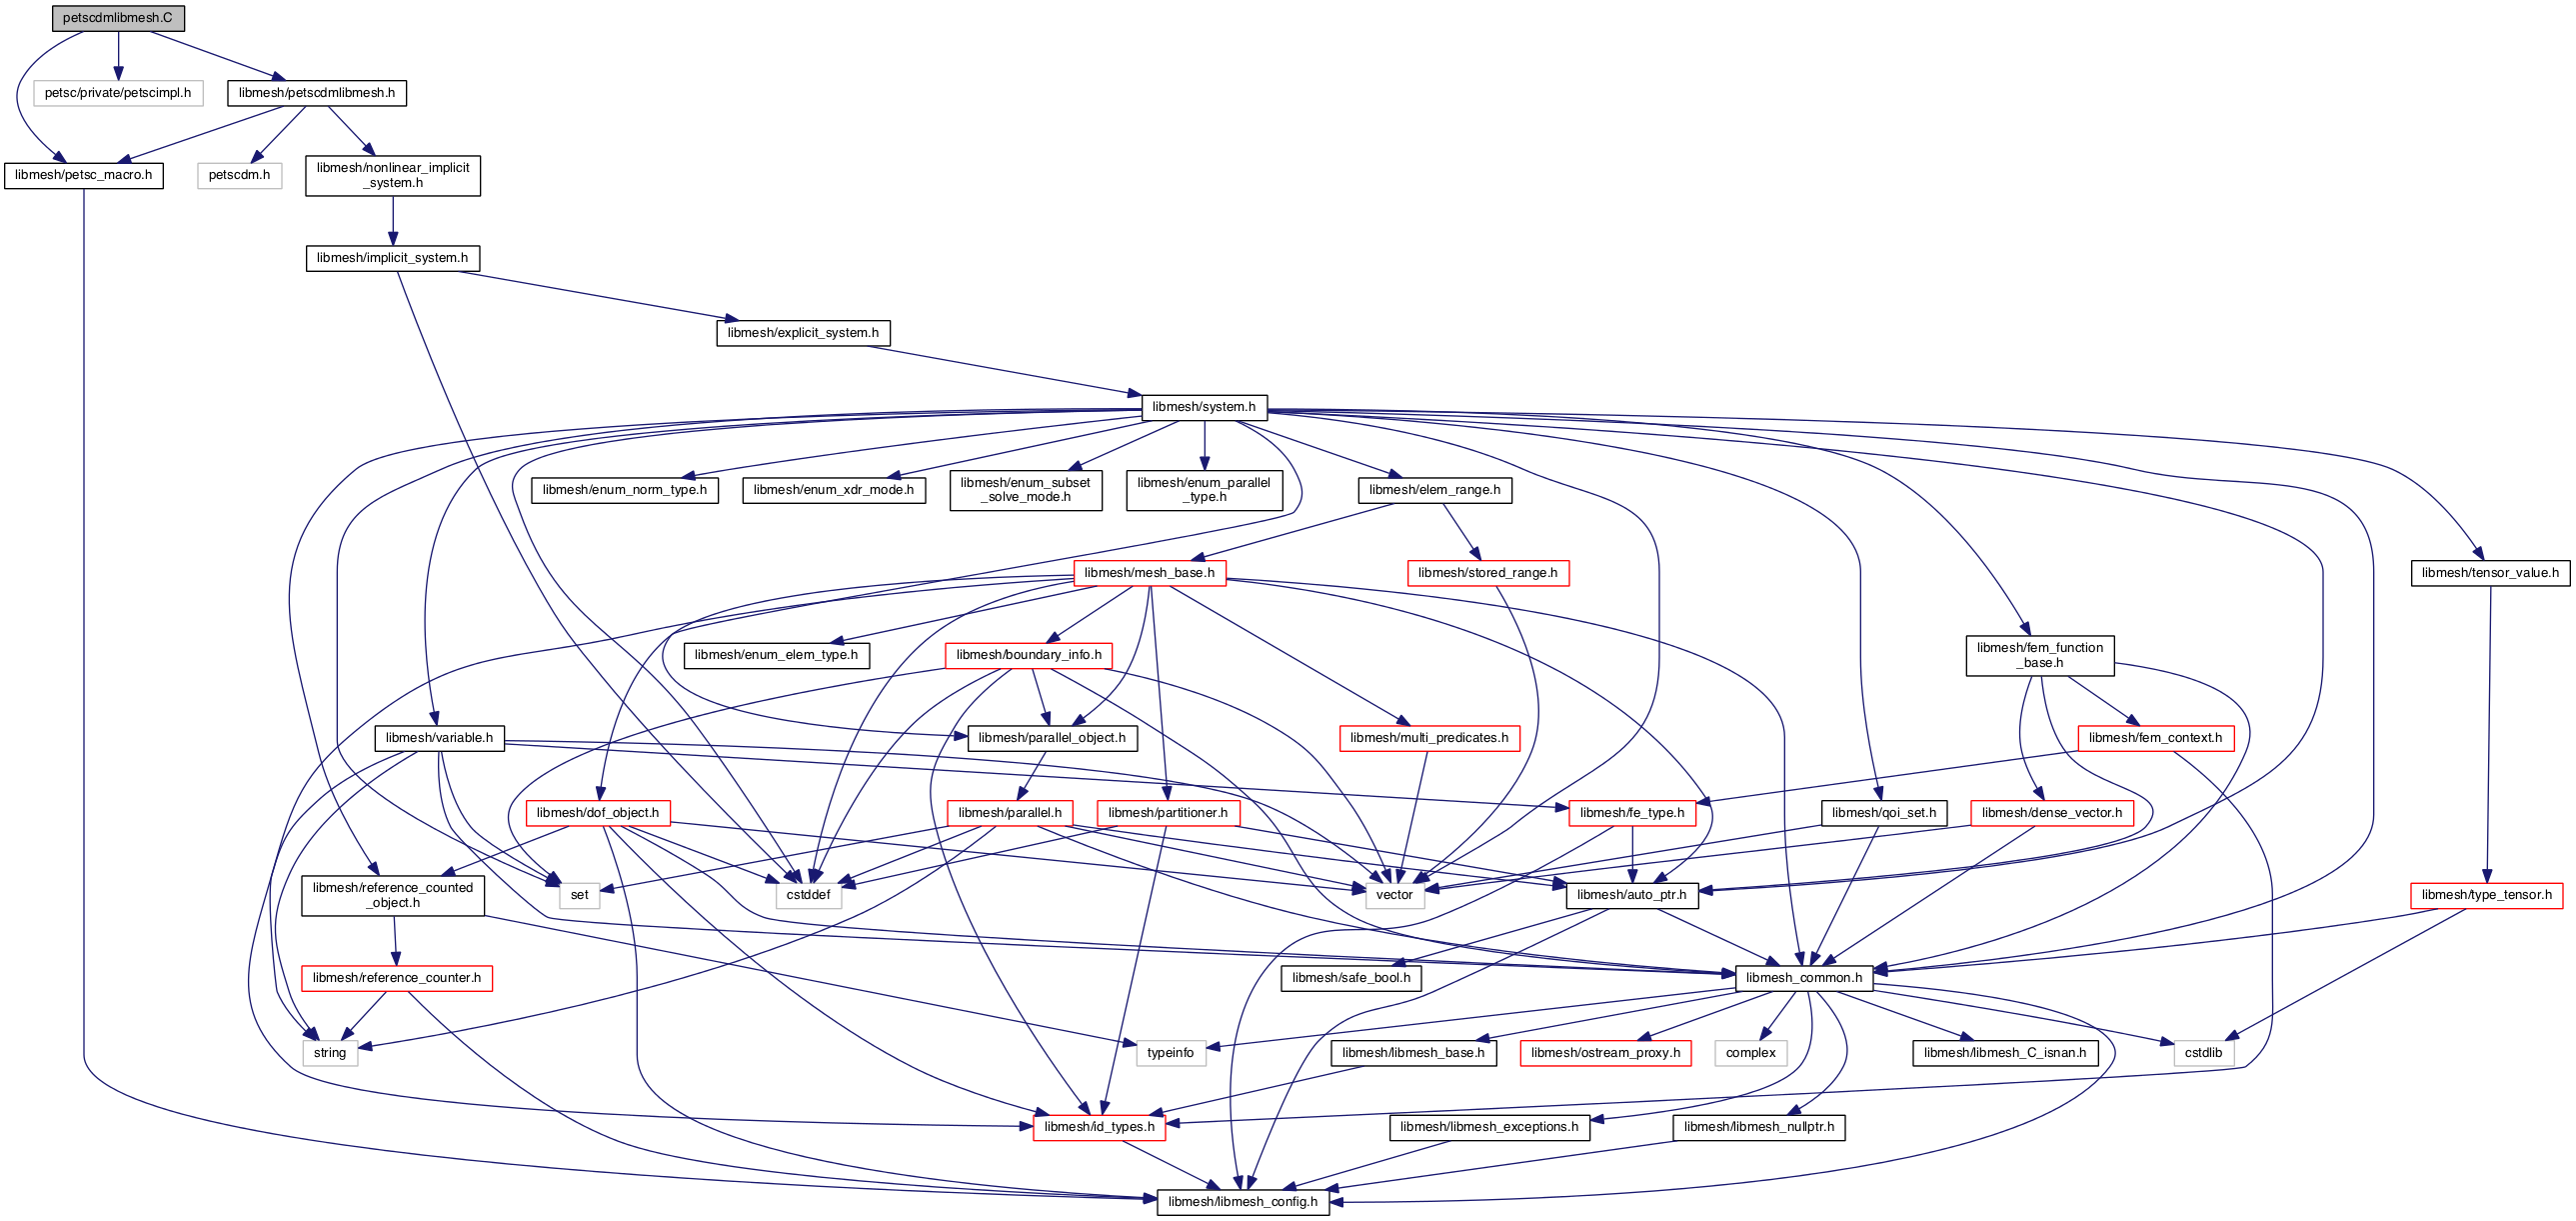 petscdmlibmesh.C
petsc/private/petscimpl.h
libmesh/petscdmlibmesh.h
libmesh/petsc_macro.h
petscdm.h
libmesh/nonlinear_implicit
_system.h
libmesh/implicit_system.h
libmesh/explicit_system.h
libmesh/system.h
libmesh/enum_norm_type.h
libmesh/enum_xdr_mode.h
libmesh/enum_subset
_solve_mode.h
libmesh/enum_parallel
_type.h
libmesh/elem_range.h
libmesh/mesh_base.h
libmesh/stored_range.h
libmesh/tensor_value.h
libmesh/enum_elem_type.h
libmesh/boundary_info.h
libmesh/fem_function
_base.h
libmesh/variable.h
libmesh/parallel_object.h
libmesh/multi_predicates.h
libmesh/fem_context.h
libmesh/dof_object.h
libmesh/parallel.h
libmesh/partitioner.h
libmesh/fe_type.h
libmesh/qoi_set.h
libmesh/dense_vector.h
libmesh/reference_counted
_object.h
set
cstddef
vector
libmesh/auto_ptr.h
libmesh/type_tensor.h
libmesh/reference_counter.h
libmesh/safe_bool.h
libmesh_common.h
string
typeinfo
libmesh/libmesh_base.h
libmesh/ostream_proxy.h
complex
libmesh/libmesh_C_isnan.h
cstdlib
libmesh/id_types.h
libmesh/libmesh_exceptions.h
libmesh/libmesh_nullptr.h
libmesh/libmesh_config.h